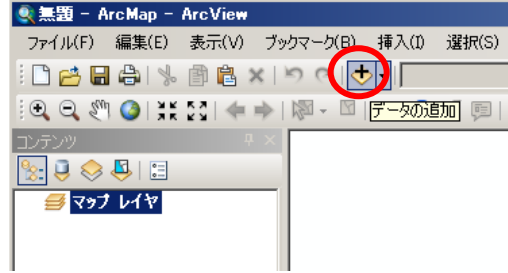 無題 - ArcMap - ArcView
ファイル(F) 編集(E) 表示(V) ブックマーク(B) 挿入(I) 選択(S)
データの追加
コンテンツ
マップ レイヤ